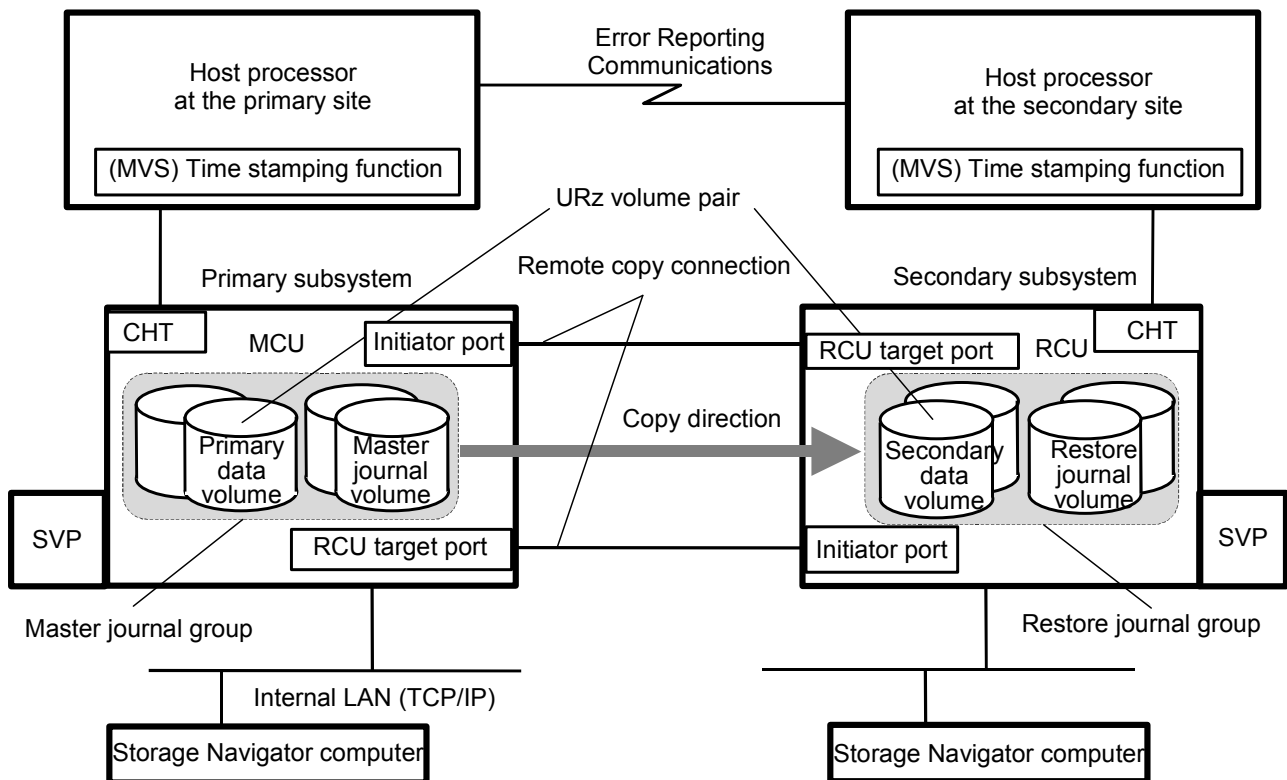 Host processor
at the primary site
(MVS) Time stamping function
Error Reporting
Communications
Host processor
at the secondary site
(MVS) Time stamping function
URz volume pair
Primary subsystem
Remote copy connection
Secondary subsystem
CHT
MCU
Initiator port
RCU target port
RCU
CHT
Primary
data
volume
Master
journal
volume
Copy direction
Secondary
data
volume
Restore
journal
volume
SVP
RCU target port
Initiator port
SVP
Master journal group
Restore journal group
Internal LAN (TCP/IP)
Storage Navigator computer
Storage Navigator computer